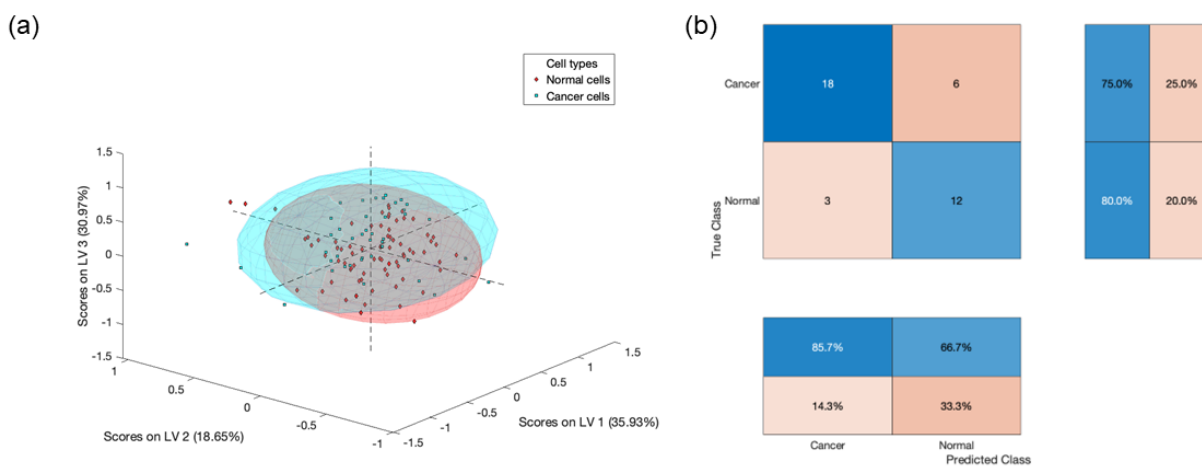 (a)
Cell types
Normal cells
Cancer cells
1.5
1
0.5
0
-0.5
-1
-1.5
Scores on LV 3 (30.97%)
1
0.5
0
-0.5
-1
Scores on LV 2 (18.65%)
-1.5
-1
-0.5
0
0.5
1
1.5
Scores on LV 1 (35.93%)
(b)
True Class
Cancer
18
6
75.0%
25.0%
Normal
3
12
80.0%
20.0%
85.7%
66.7%
14.3%
33.3%
Cancer
Normal
Predicted Class